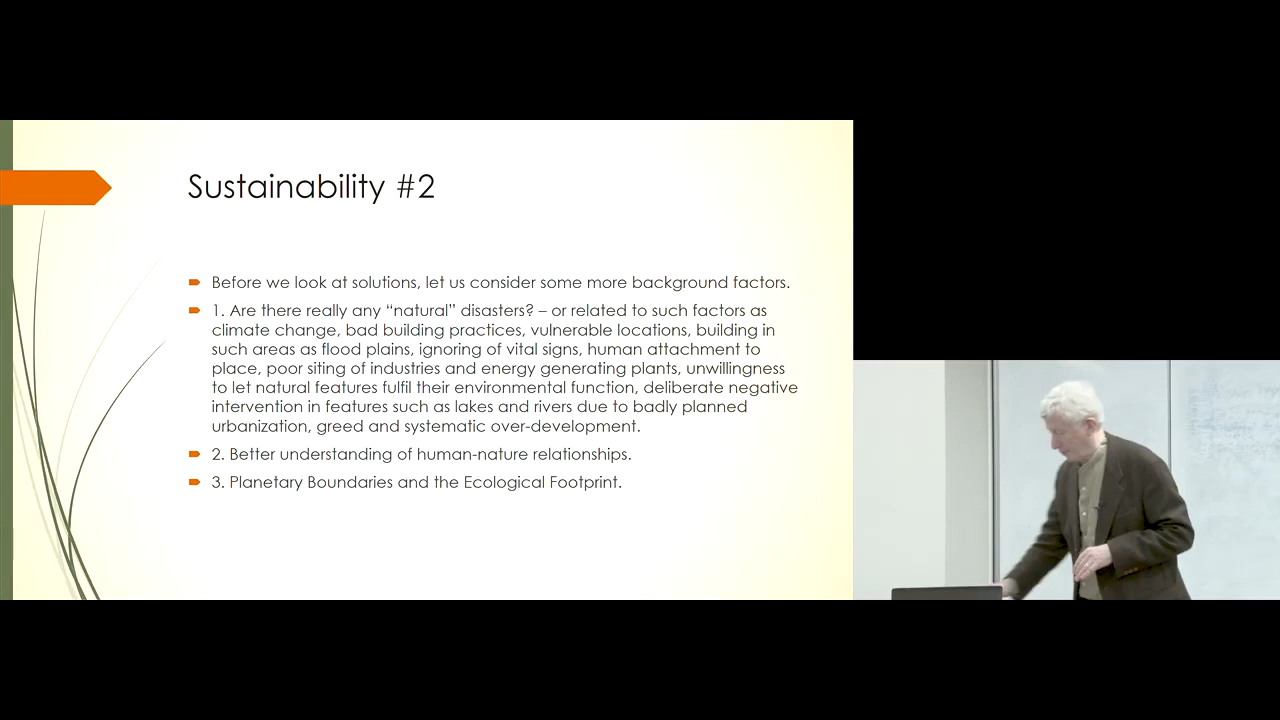 Sustainability #2
Before we look at solutions, let us consider some more background factors.
1. Are there really any “natural” disasters? – or related to such factors as
climate change, bad building practices, vulnerable locations, building in
such areas as flood plains, ignoring of vital signs, human attachment to
place, poor siting of industries and energy generating plants, unwillingness
to let natural features fulfil their environmental function, deliberate negative
intervention in features such as lakes and rivers due to badly planned
urbanization, greed and systematic over-development.
2. Better understanding of human-nature relationships.
3. Planetary Boundaries and the Ecological Footprint.